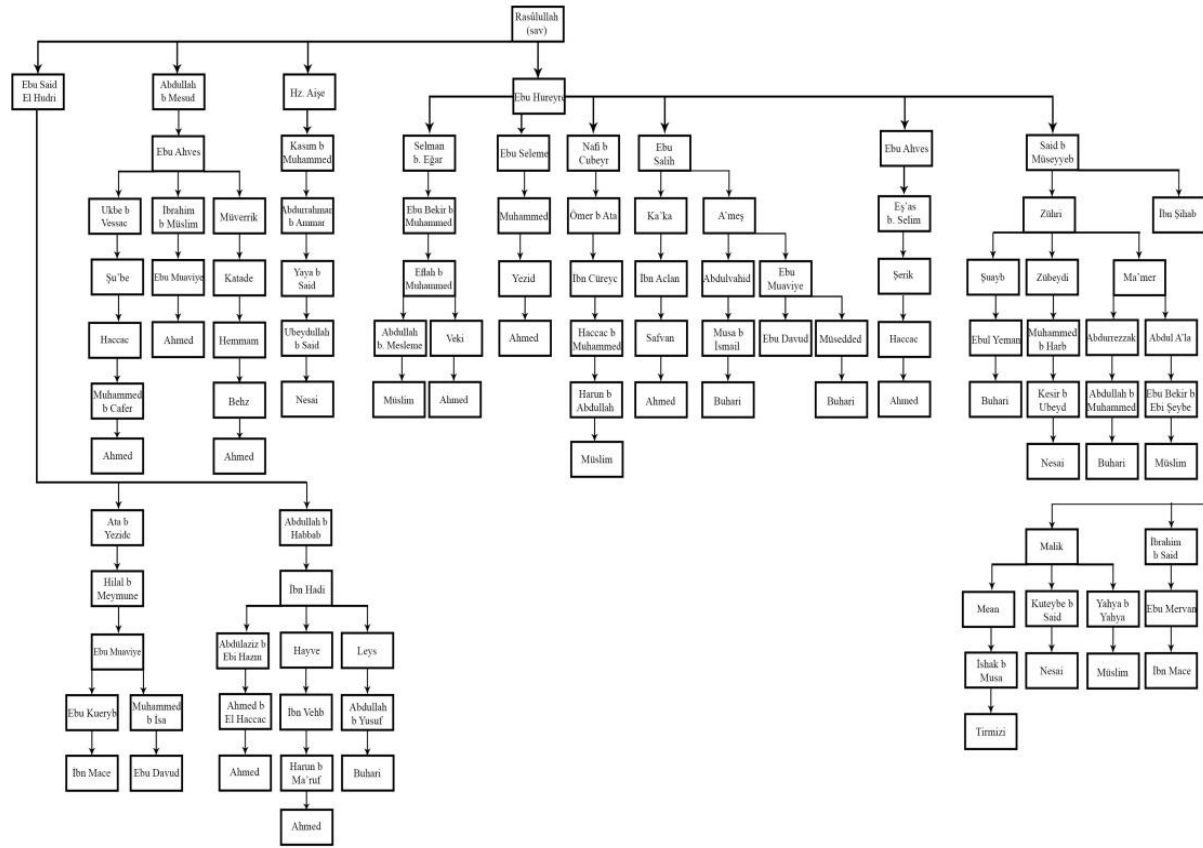 Rasûlullah
(sav)
Ebu Said
El Hudri
Abdullah
b Mesud
Hz. Aişe
Ebu Hureyre
Ebu Ahves
Kasım b
Muhammed
Selman
b. Eğar
Ebu Seleme
Nafi b
Cubeyr
Ebu
Salih
Ebu Ahves
Said b
Müseyyeb
Ukbe b
Vessac
İbrahim
b Müslim
Müverrik
Abdurrahman
b Ammar
Ebu Bekir b
Muhammed
Muhammed
Ömer b Ata
Ka’ka
A’meş
Eş’as
b. Selim
Zühri
İbn Şihab
Şu’be
Ebu Muaviye
Katade
Yaya b
Said
Eflah b
Muhammed
Yezid
İbn Cüreyc
İbn Aclan
Abdulvahid
Ebu
Muaviye
Şerik
Şuayb
Zübeydi
Ma’mer
Haccac
Ahmed
Hemmam
Ubeydullah
b Said
Abdullah
b. Mesleme
Veki
Ahmed
Haccac b
Muhammed
Safvan
Musa b
İsmail
Ebu Davud
Müsedded
Haccac
Ebul Yeman
Muhammed
b Harb
Abdurrezzak
Abdul A’la
Muhammed
b Cafer
Behz
Nesai
Müslim
Ahmed
Harun b
Abdullah
Ahmed
Buhari
Buhari
Ahmed
Buhari
Kesir b
Ubeyd
Abdullah b
Muhammed
Ebu Bekir b
Ebi Şeybe
Ahmed
Ahmed
Müslim
Nesai
Buhari
Müslim
Ata b
Yezidc
Abdullah b
Habbab
Malik
İbrahim
b Said
Hilal b
Meymune
İbn Hadi
Mean
Kuteybe b
Said
Yahya b
Yahya
Ebu Mervan
Ebu Muaviye
Abdülaziz b
Ebi Hazm
Hayve
Leys
İshak b
Musa
Nesai
Müslim
İbn Mace
Ebu Kueryb
Muhammed
b İsa
Ahmed b
El Haccac
İbn Vehb
Abdullah
b Yusuf
Tirmizi
İbn Mace
Ebu Davud
Ahmed
Harun b
Ma’ruf
Buhari
Ahmed